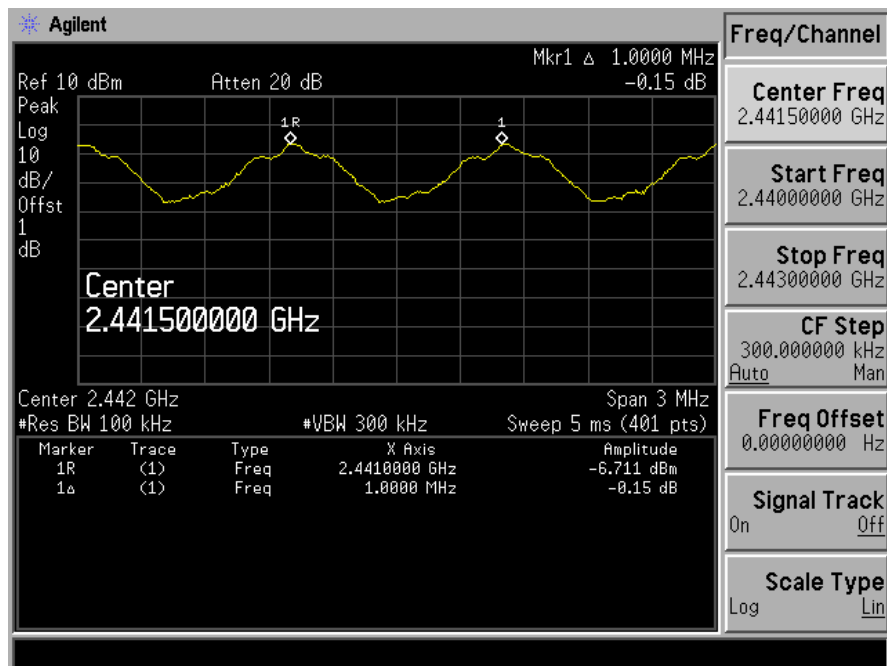 Agilent
Freq/Channel
Mkr1 Δ 1.0000 MHz
Ref 10 dBm Atten 20 dB -0.15 dB
Peak
Log
10
dB/
Offst
1
dB
1R 1
Center
2.441500000 GHz
Center 2.442 GHz Span 3 MHz
#Res BW 100 kHz #VBW 300 kHz Sweep 5 ms (401 pts)
Marker Trace Type X Axis Amplitude
1R (1) Freq 2.4410000 GHz -6.711 dBm
1Δ (1) Freq 1.0000 MHz -0.15 dB
Center Freq
2.44150000 GHz
Start Freq
2.44000000 GHz
Stop Freq
2.44300000 GHz
CF Step
300.000000 kHz
Auto Man
Freq Offset
0.00000000 Hz
Signal Track
On Off
Scale Type
Log Lin